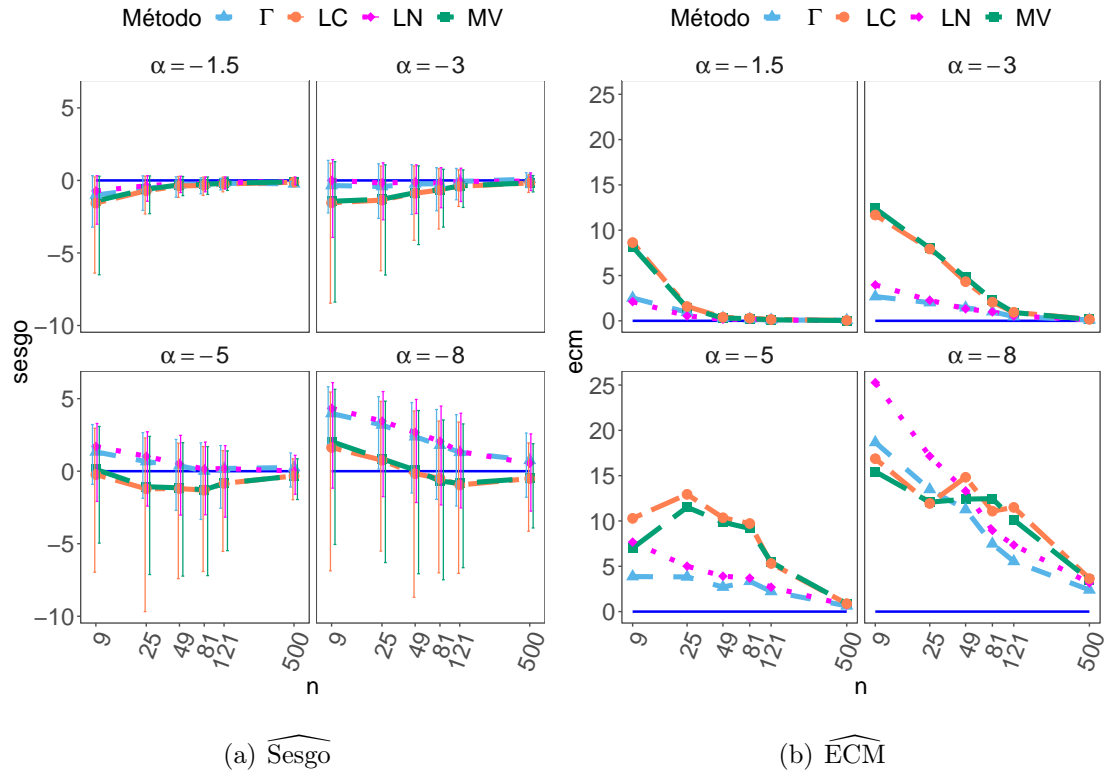 Método Γ LC LN MV
α = −1.5 α = −3
5
0
−5
−10
α = −5 α = −8
5
0
−5
−10
sesgo
9 25 49 81 121 500 9 25 49 81 121 500
n
(a) Sesgo
Método Γ LC LN MV
α = −1.5 α = −3
25
20
15
10
5
0
α = −5 α = −8
25
20
15
10
5
0
ecm
9 25 49 81 121 500 9 25 49 81 121 500
n
(b) ECM